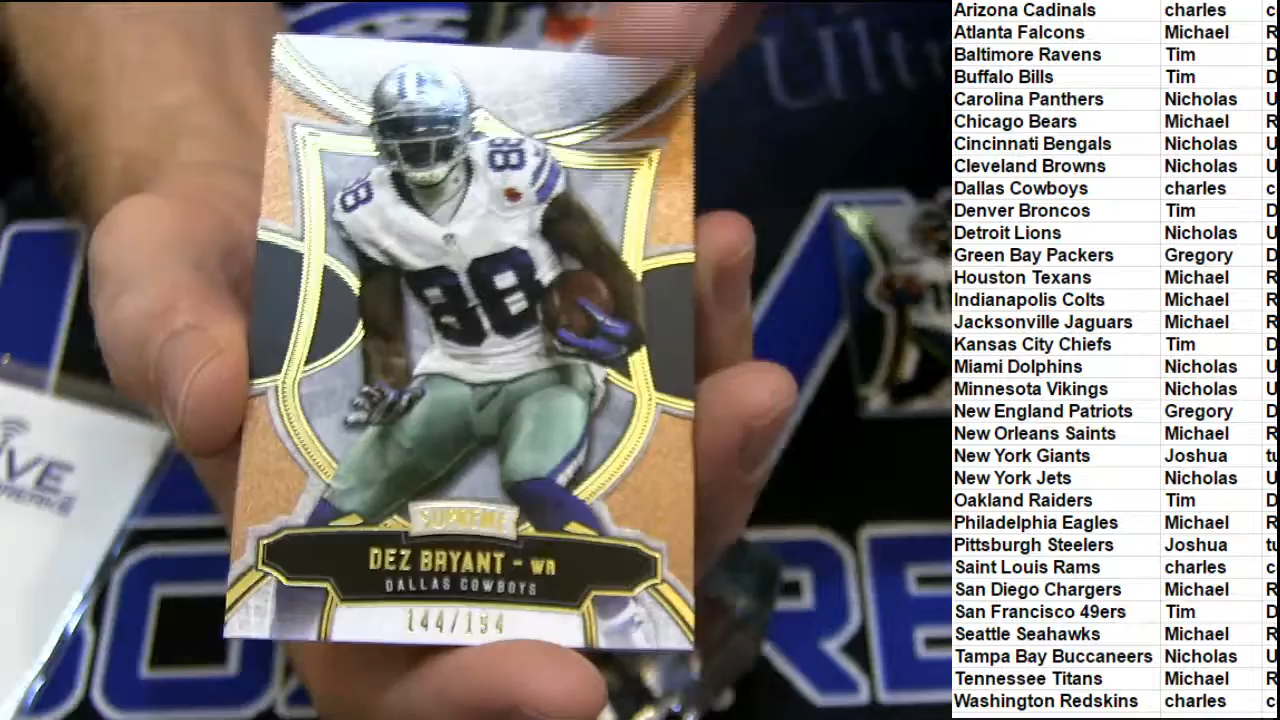 88
88
88
SUPREME
DEZ BRYANT - WR
DALLAS COWBOYS
144/194
Arizona Cadinals charles c
Atlanta Falcons Michael R
Baltimore Ravens Tim D
Buffalo Bills Tim D
Carolina Panthers Nicholas U
Chicago Bears Michael R
Cincinnati Bengals Nicholas U
Cleveland Browns Nicholas U
Dallas Cowboys charles c
Denver Broncos Tim D
Detroit Lions Nicholas U
Green Bay Packers Gregory D
Houston Texans Michael R
Indianapolis Colts Michael R
Jacksonville Jaguars Michael R
Kansas City Chiefs Tim D
Miami Dolphins Nicholas U
Minnesota Vikings Nicholas U
New England Patriots Gregory D
New Orleans Saints Michael R
New York Giants Joshua tu
New York Jets Nicholas U
Oakland Raiders Tim D
Philadelphia Eagles Michael R
Pittsburgh Steelers Joshua tu
Saint Louis Rams charles c
San Diego Chargers Michael R
San Francisco 49ers Tim D
Seattle Seahawks Michael R
Tampa Bay Buccaneers Nicholas U
Tennessee Titans Michael R
Washington Redskins charles c